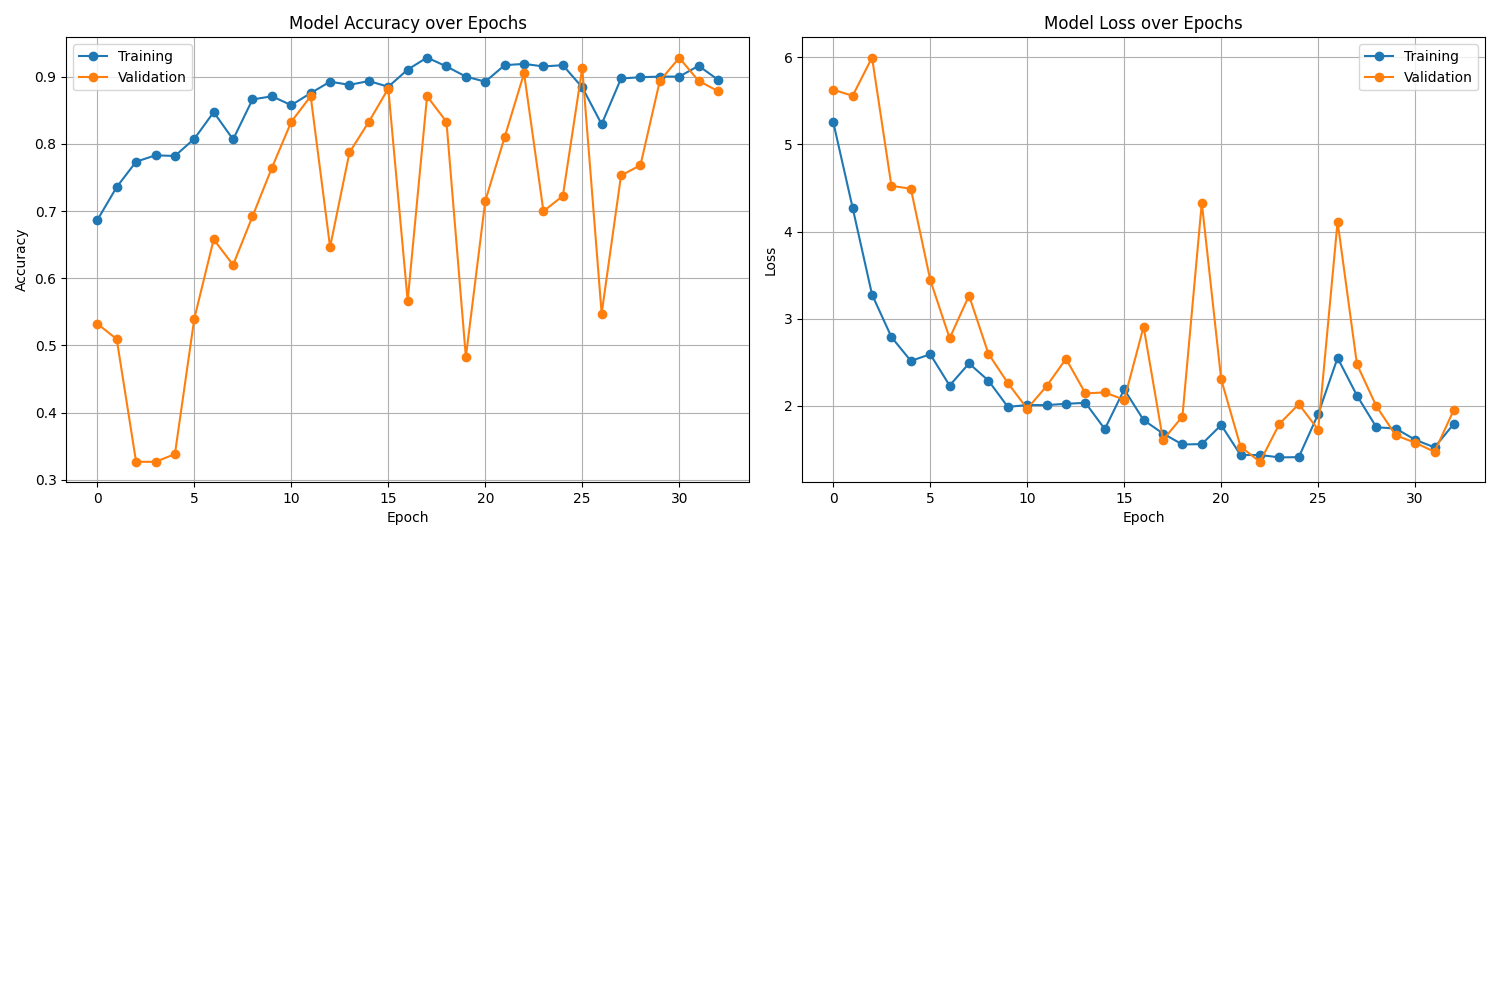 Model Accuracy over Epochs
Training
Validation
0.9
0.8
0.7
0.6
0.5
0.4
0.3
Accuracy
0 5 10 15 20 25 30
Epoch
Model Loss over Epochs
Training
Validation
6
5
4
3
2
Loss
0 5 10 15 20 25 30
Epoch